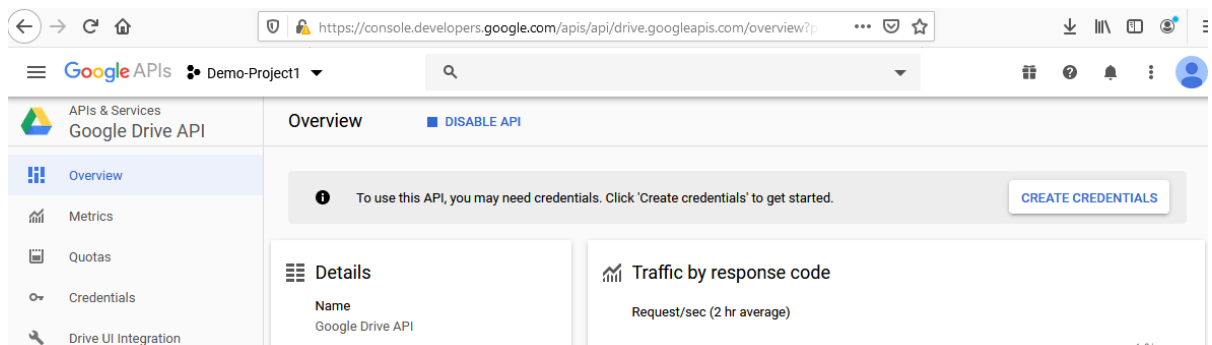 https://console.developers.google.com/apis/api/drive.googleapis.com/overview?p
Google APIs Demo-Project1
APIs & Services
Google Drive API
Overview DISABLE API
Overview
Metrics
Quotas
Credentials
Drive UI Integration
To use this API, you may need credentials. Click 'Create credentials' to get started.
CREATE CREDENTIALS
Details
Name
Google Drive API
Traffic by response code
Request/sec (2 hr average)